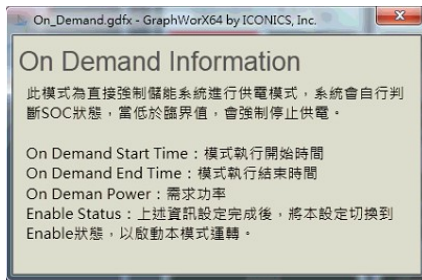 On_Demand.gdfx - GraphWorX64 by ICONICS, Inc.
On Demand Information
此模式為直接強制儲能系統進行供電模式，系統會自行判
斷SOC狀態，當低於臨界值，會強制停止供電。
On Demand Start Time：模式執行開始時間
On Demand End Time：模式執行結束時間
On Deman Power：需求功率
Enable Status：上述資訊設定完成後，將本設定切換到
Enable狀態，以啟動本模式運轉。